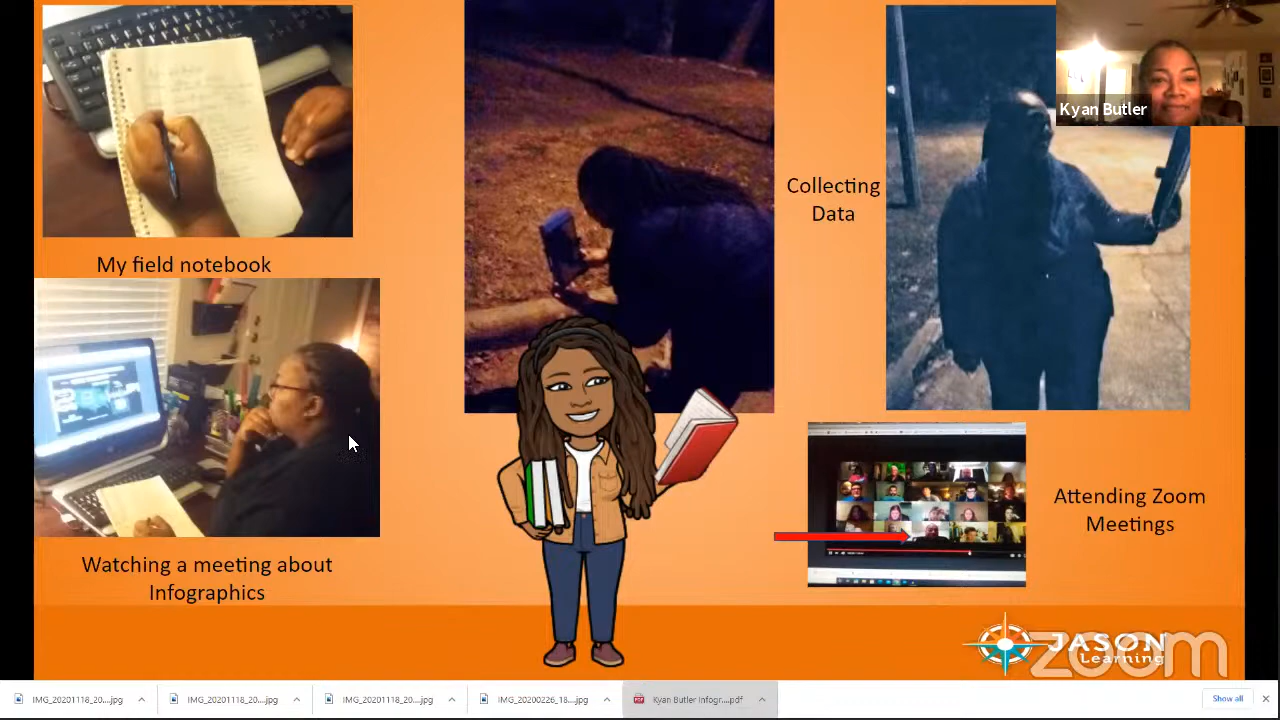 Kyan Butler
Collecting
Data
My field notebook
Attending Zoom
Meetings
Watching a meeting about
Infographics
JASON
Learning
zoom
IMG_20201118_20....jpg
IMG_20201118_20....jpg
IMG_20201118_20....jpg
IMG_20200226_18....jpg
Kyan Butler Infogr....pdf
Show all